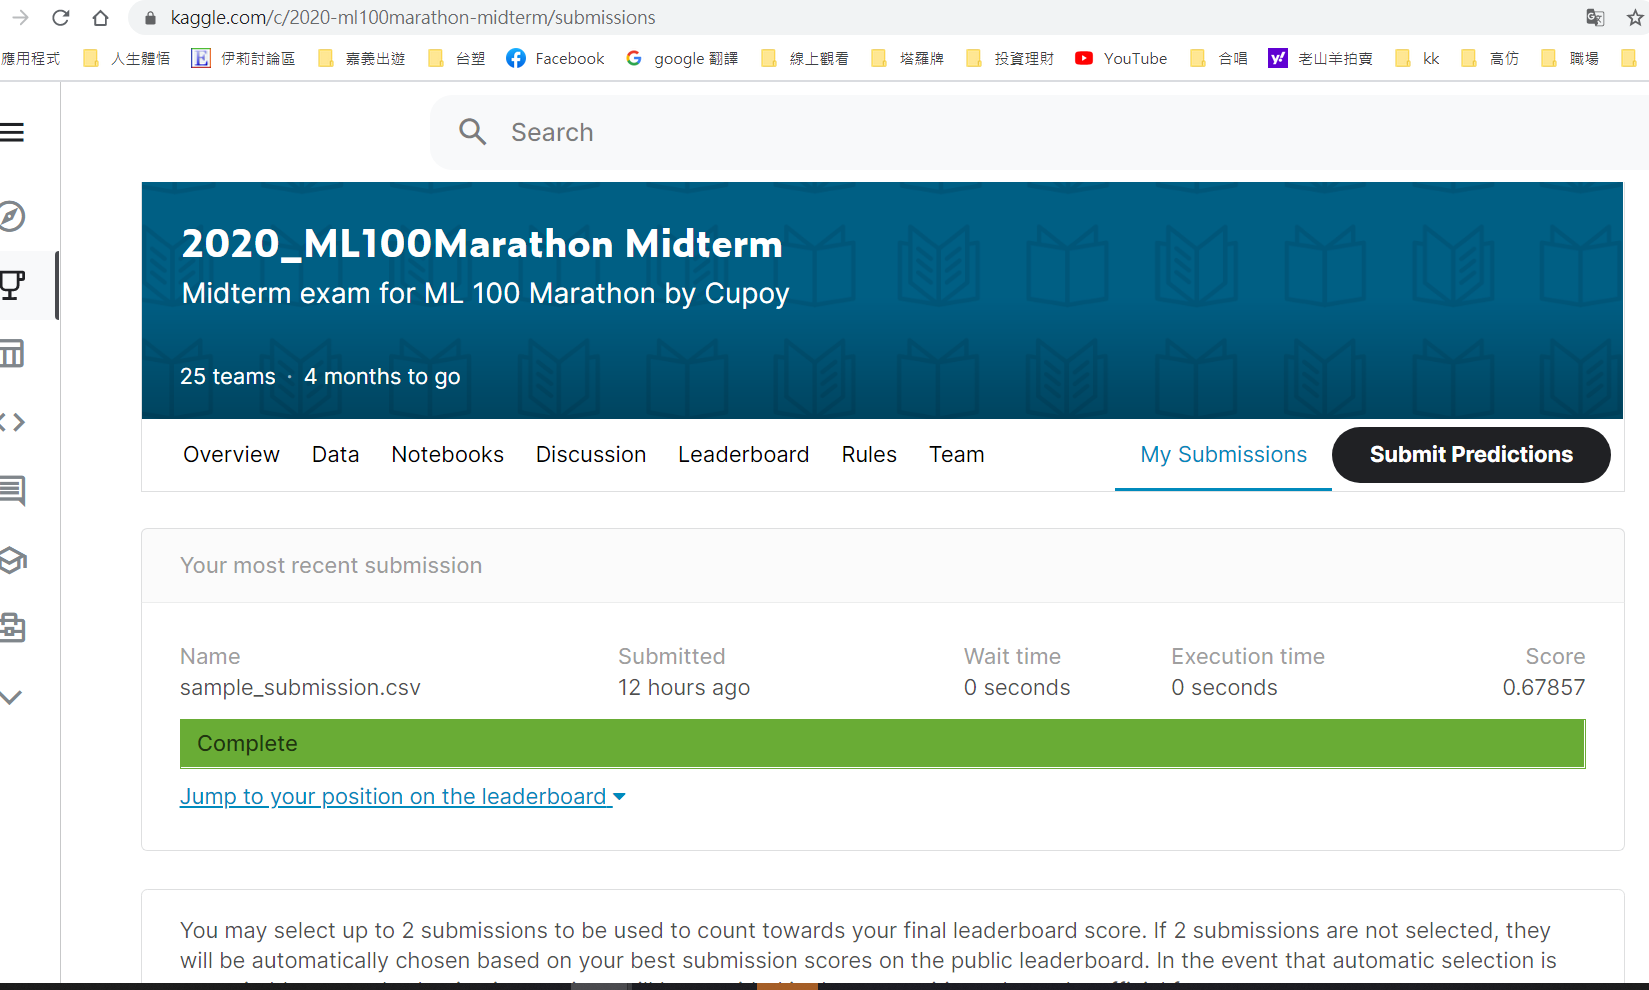 kaggle.com/c/2020-ml100marathon-midterm/submissions
應用程式 人生體悟 伊莉討論區 嘉義出遊 台塑 Facebook google 翻譯 線上觀看 塔羅牌 投資理財 YouTube 合唱 老山羊拍賣 kk 高仿 職場
Search
2020_ML100Marathon Midterm
Midterm exam for ML 100 Marathon by Cupoy
25 teams · 4 months to go
Overview Data Notebooks Discussion Leaderboard Rules Team My Submissions Submit Predictions
Your most recent submission
Name Submitted Wait time Execution time Score
sample_submission.csv 12 hours ago 0 seconds 0 seconds 0.67857
Complete
Jump to your position on the leaderboard
You may select up to 2 submissions to be used to count towards your final leaderboard score. If 2 submissions are not selected, they
will be automatically chosen based on your best submission scores on the public leaderboard. In the event that automatic selection is